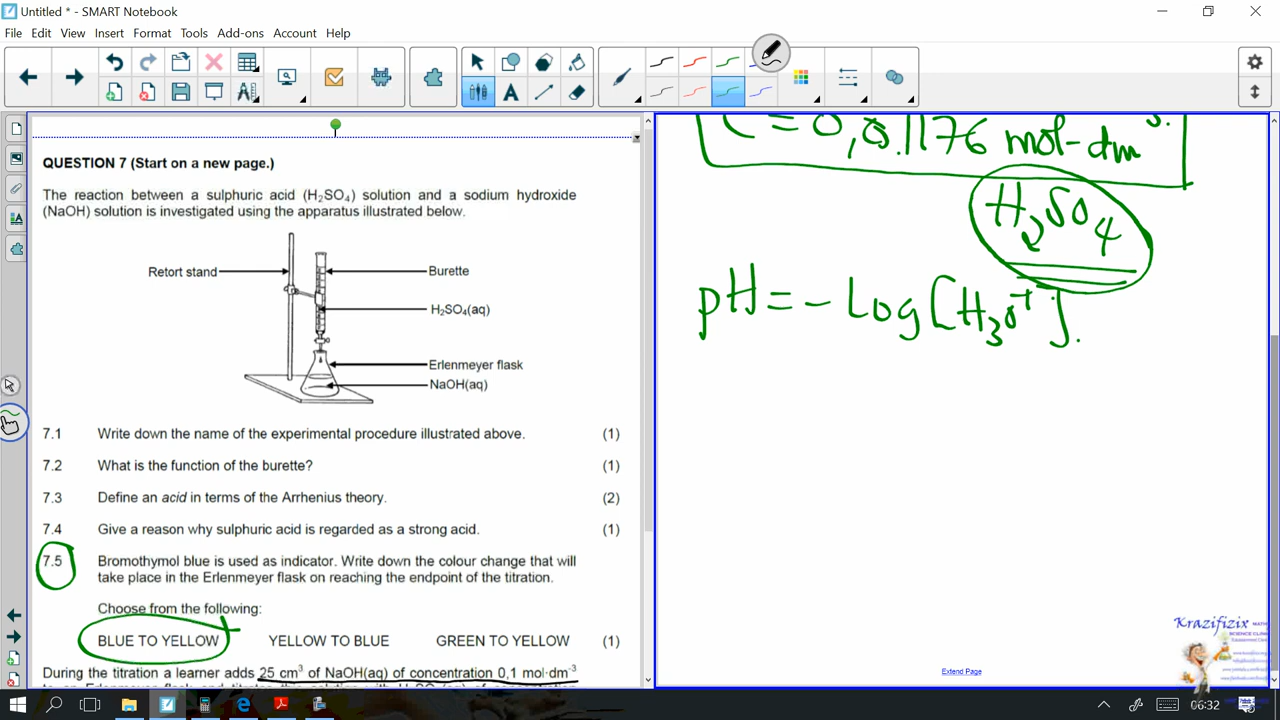 Untitled * - SMART Notebook
File Edit View Insert Format Tools Add-ons Account Help
QUESTION 7 (Start on a new page.)
The reaction between a sulphuric acid (H₂SO₄) solution and a sodium hydroxide
(NaOH) solution is investigated using the apparatus illustrated below.
Retort stand
Burette
H₂SO₄(aq)
Erlenmeyer flask
NaOH(aq)
7.1 Write down the name of the experimental procedure illustrated above. (1)
7.2 What is the function of the burette? (1)
7.3 Define an acid in terms of the Arrhenius theory. (2)
7.4 Give a reason why sulphuric acid is regarded as a strong acid. (1)
7.5 Bromothymol blue is used as indicator. Write down the colour change that will
take place in the Erlenmeyer flask on reaching the endpoint of the titration.
Choose from the following:
BLUE TO YELLOW YELLOW TO BLUE GREEN TO YELLOW (1)
During the titration a learner adds 25 cm³ of NaOH(aq) of concentration 0,1 mol·dm⁻³
C = 0,01176 mol-dm³
H₂SO₄
pH = - Log [H₃O⁺].
Krazifizix MATH
SCIENCE CLINIC
Extend Page
06:32